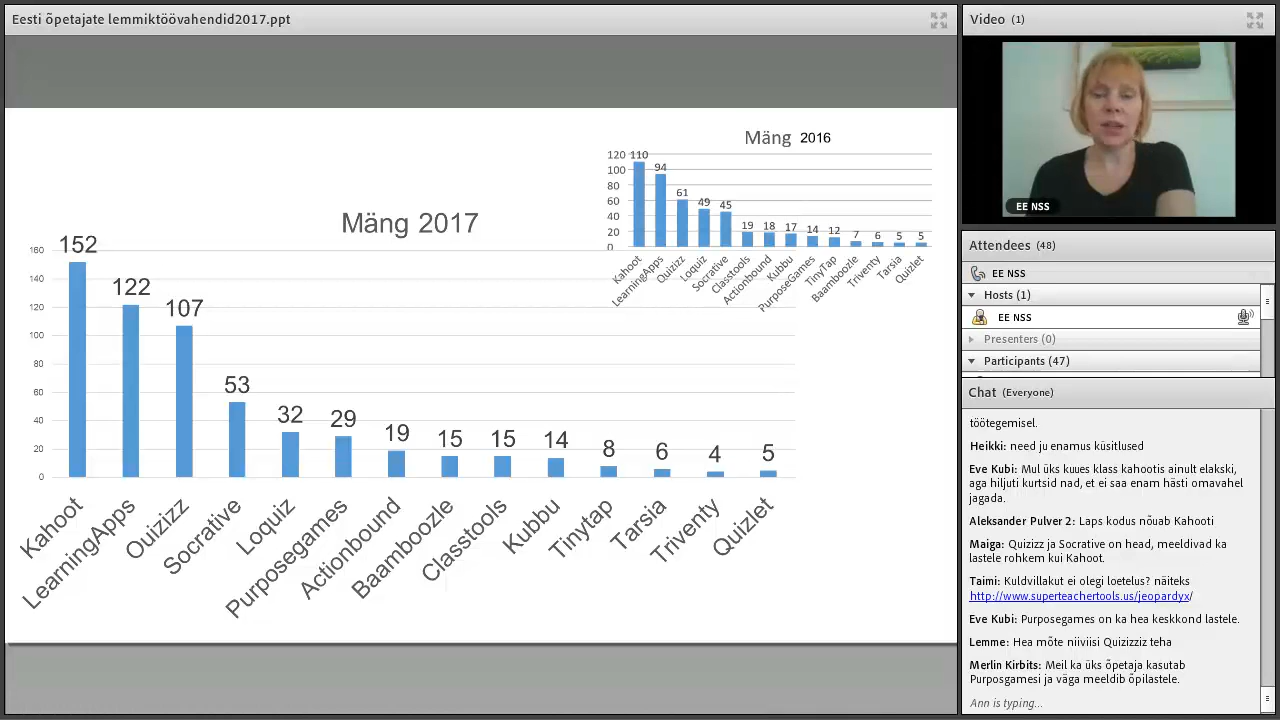 Eesti õpetajate lemmiktöövahendid2017.ppt
Mäng 2016
120
100
80
60
40
20
0
110
94
61
49
45
19
18
17
14
12
7
6
5
5
Kahoot
LearningApps
Quizizz
Loquiz
Socrative
Classtools
Actionbound
Kubbu
PurposeGames
TinyTap
Baamboozle
Triventy
Tarsia
Quizlet
Mäng 2017
160
140
120
100
80
60
40
20
0
152
122
107
53
32
29
19
15
15
14
8
6
4
5
Kahoot
LearningApps
Ouizizz
Socrative
Loquiz
Purposegames
Actionbound
Baamboozle
Classtools
Kubbu
Tinytap
Tarsia
Triventy
Quizlet
Video (1)
EE NSS
Attendees (48)
EE NSS
Hosts (1)
EE NSS
Presenters (0)
Participants (47)
Chat (Everyone)
töötegemisel.
Heikki: need ju enamus küsitlused
Eve Kubi: Mul üks kuues klass kahootis ainult elakski,
aga hiljuti kurtsid nad, et ei saa enam hästi omavahel
jagada.
Aleksander Pulver 2: Laps kodus nõuab Kahooti
Maiga: Quizizz ja Socrative on head, meeldivad ka
lastele rohkem kui Kahoot.
Taimi: Kuldvillakut ei olegi loetelus? näiteks
http://www.superteachertools.us/jeopardyx/
Eve Kubi: Purposegames on ka hea keskkond lastele.
Lemme: Hea mõte niiviisi Quizizziz teha
Merlin Kirbits: Meil ka üks õpetaja kasutab
Purposgamesi ja väga meeldib õpilastele.
Ann is typing...